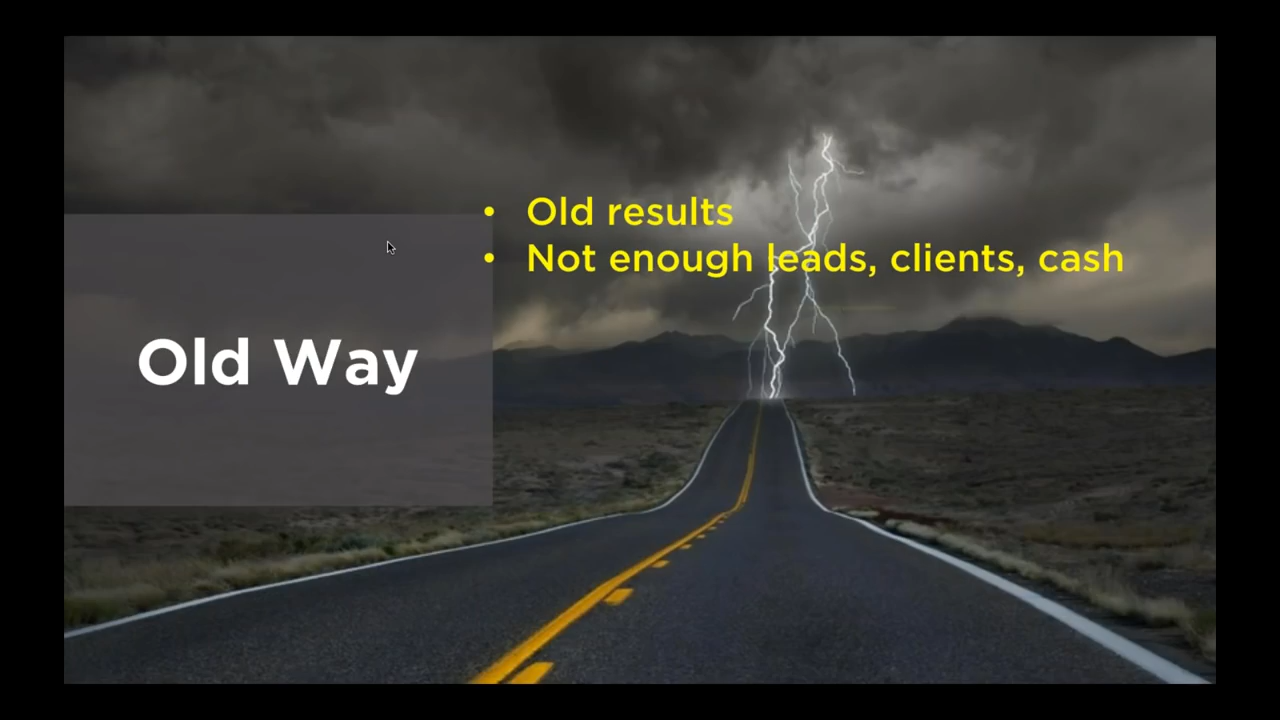 Old Way
• Old results
• Not enough leads, clients, cash